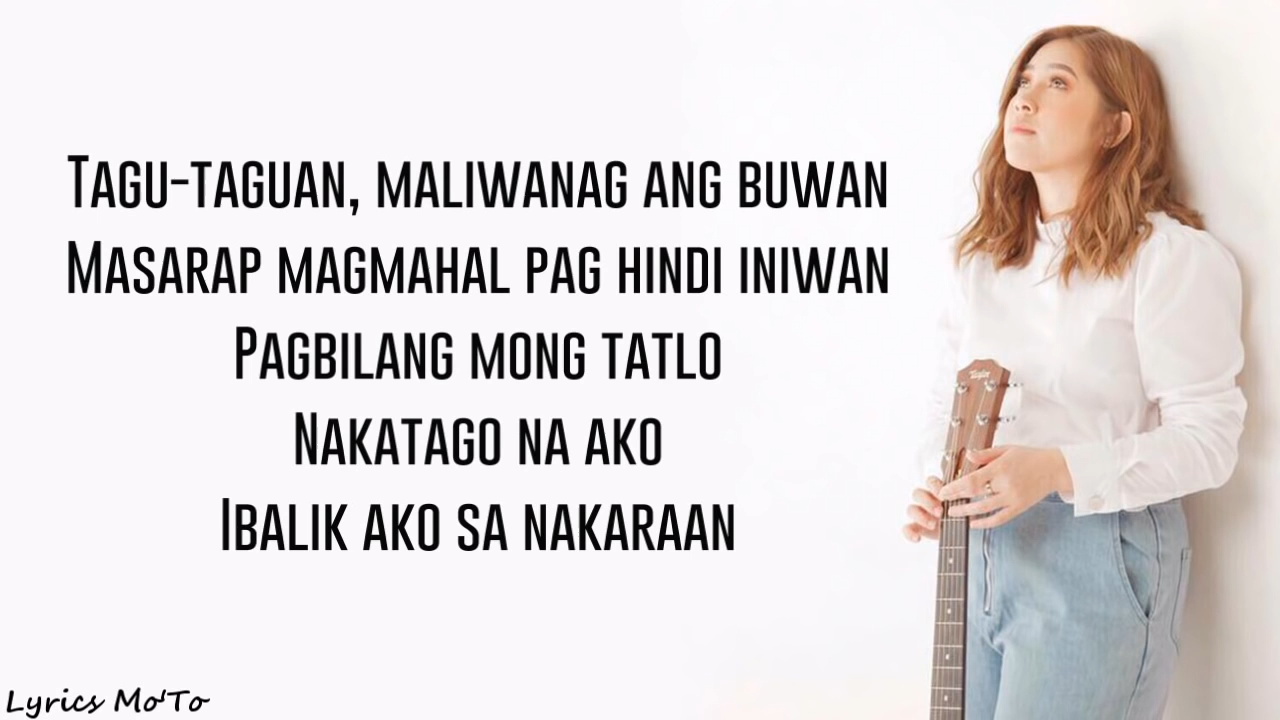 Tagu-taguan, maliwanag ang buwan
Masarap magmahal pag hindi iniwan
Pagbilang mong tatlo
Nakatago na ako
Ibalik ako sa nakaraan
Taylor
Lyrics Mo'To